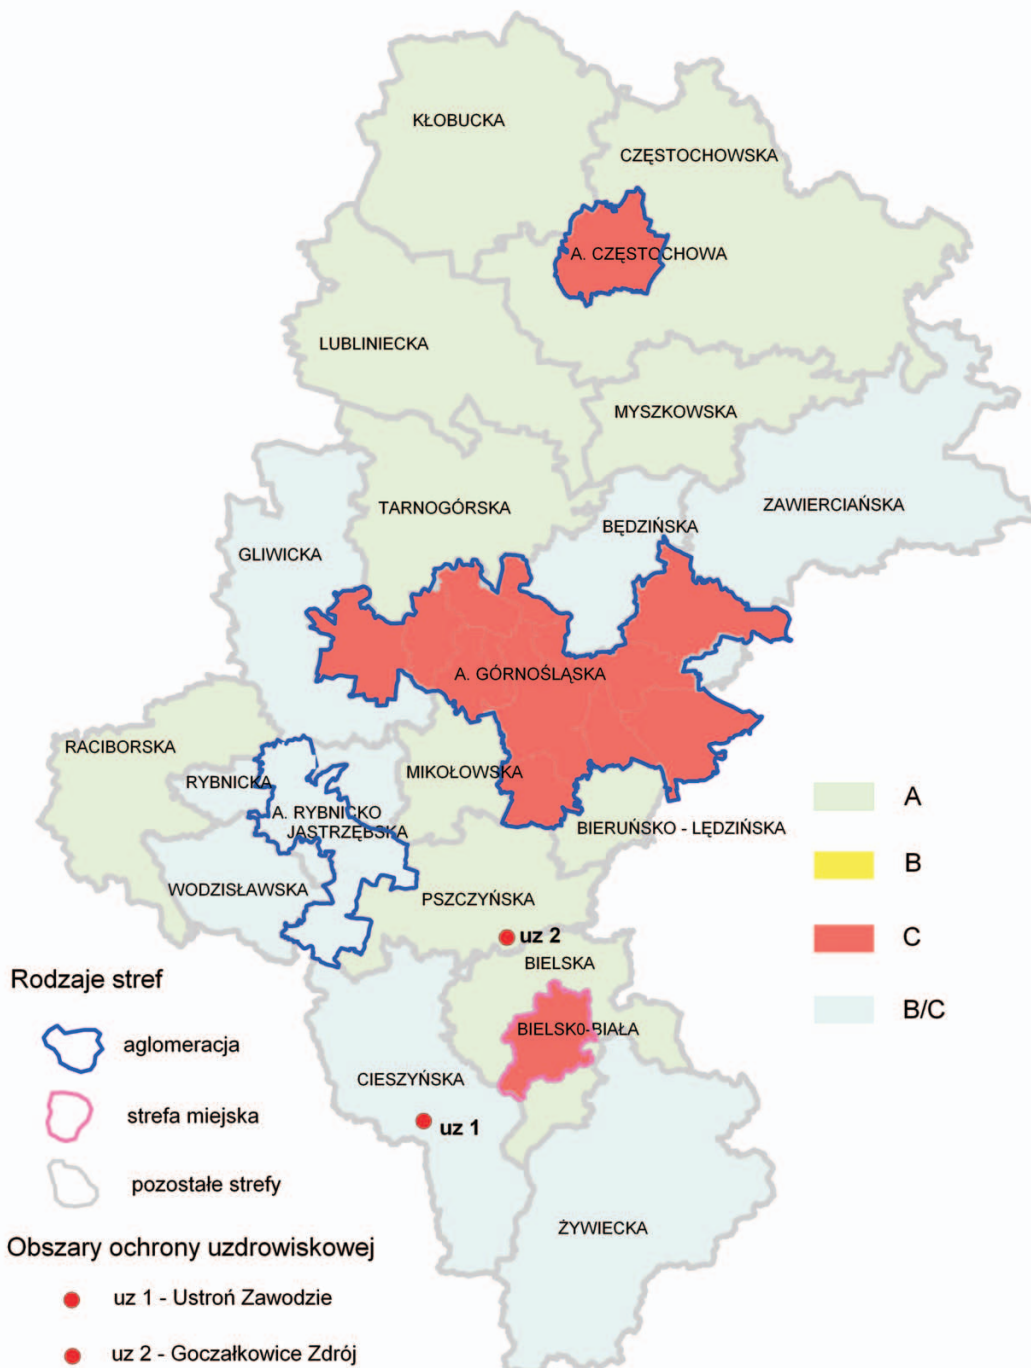 KŁOBUCKA
CZĘSTOCHOWSKA
A. CZĘSTOCHOWA
LUBLINIECKA
MYSZKOWSKA
TARNOGÓRSKA
ZAWIERCIAŃSKA
BĘDZIŃSKA
GLIWICKA
A. GÓRNOŚLĄSKA
RACIBORSKA
MIKOŁOWSKA
RYBNICKA
A. RYBNICKO
JASTRZĘBSKA
BIERUŃSKO - LĘDZIŃSKA
WODZISŁAWSKA
PSZCZYŃSKA
uz 2
BIELSKA
BIELSK0-BIAŁA
CIESZYŃSKA
uz 1
ŻYWIECKA
A
B
C
B/C
Rodzaje stref
aglomeracja
strefa miejska
pozostałe strefy
Obszary ochrony uzdrowiskowej
uz 1 - Ustroń Zawodzie
uz 2 - Goczałkowice Zdrój